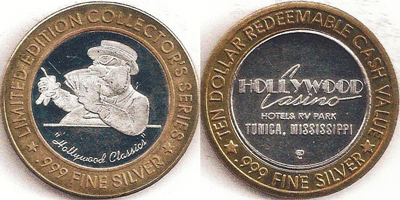 LIMITED EDITION COLLECTOR'S SERIES
"Hollywood Classics"
.999 FINE SILVER
TEN DOLLAR REDEEMABLE CASH VALUE
HOLLYWOOD
Casino
HOTELS RV PARK
TUNICA, MISSISSIPPI
.999 FINE SILVER